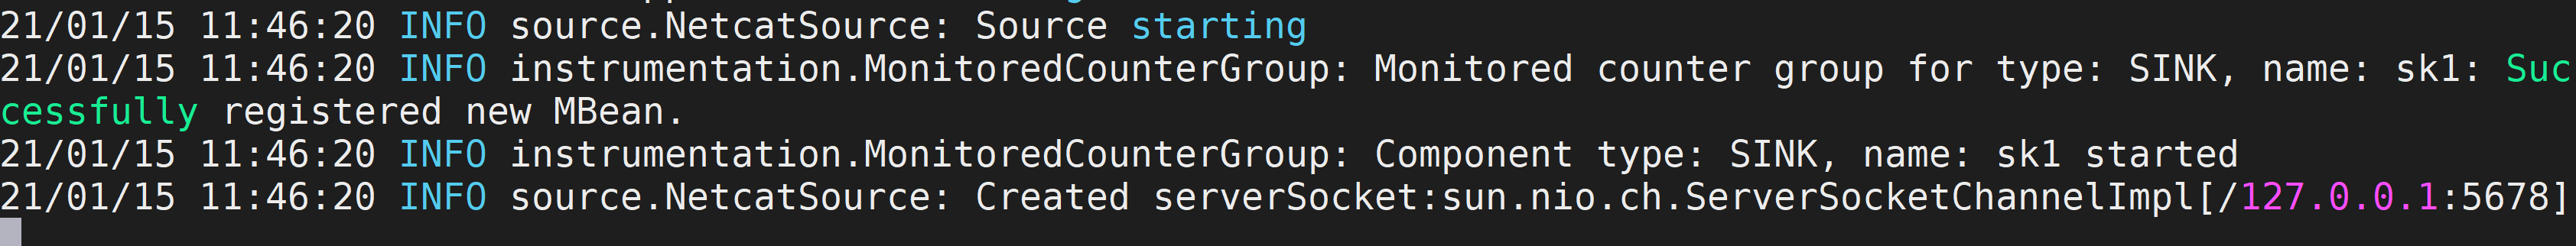 21/01/15 11:46:20 INFO source.NetcatSource: Source starting
21/01/15 11:46:20 INFO instrumentation.MonitoredCounterGroup: Monitored counter group for type: SINK, name: sk1: Suc
cessfully registered new MBean.
21/01/15 11:46:20 INFO instrumentation.MonitoredCounterGroup: Component type: SINK, name: sk1 started
21/01/15 11:46:20 INFO source.NetcatSource: Created serverSocket:sun.nio.ch.ServerSocketChannelImpl[/127.0.0.1:5678]